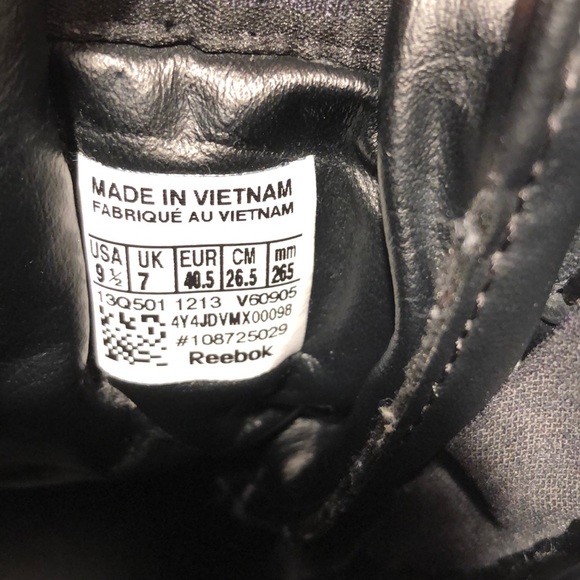 MADE IN VIETNAM
FABRIQUÉ AU VIETNAM
USA UK EUR CM mm
9 ½ 7 40.5 26.5 265
13Q501 1213 V60905
4Y4JDVMX00098
#108725029
Reebok